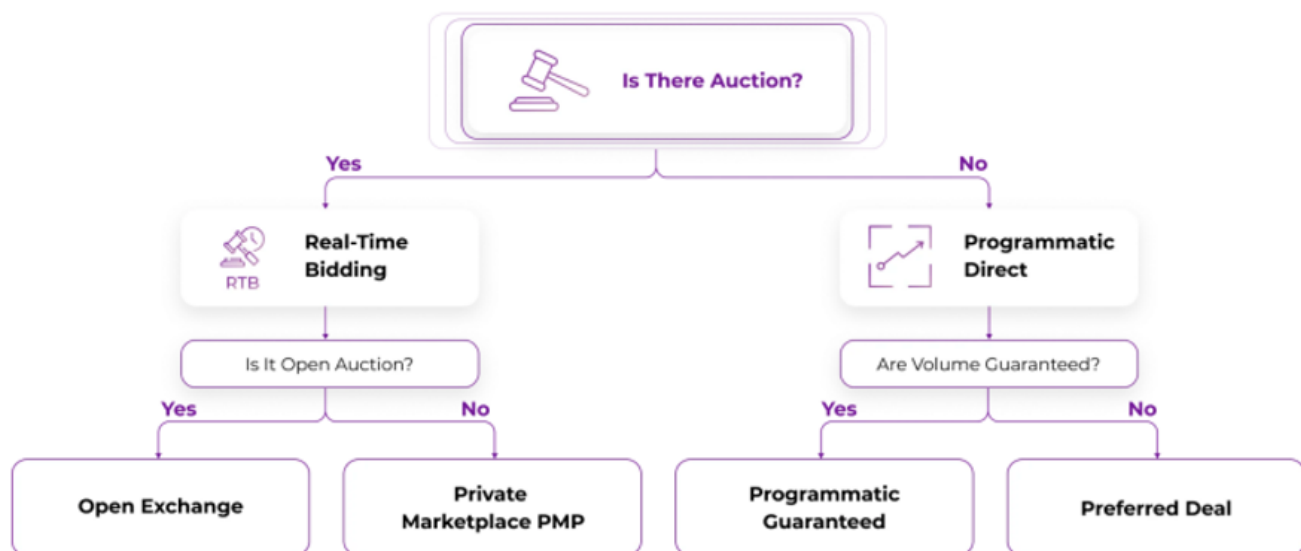 Is There Auction?
Yes
No
Real-Time
Bidding
RTB
Programmatic
Direct
Is It Open Auction?
Are Volume Guaranteed?
Yes
No
Yes
No
Open Exchange
Private
Marketplace PMP
Programmatic
Guaranteed
Preferred Deal